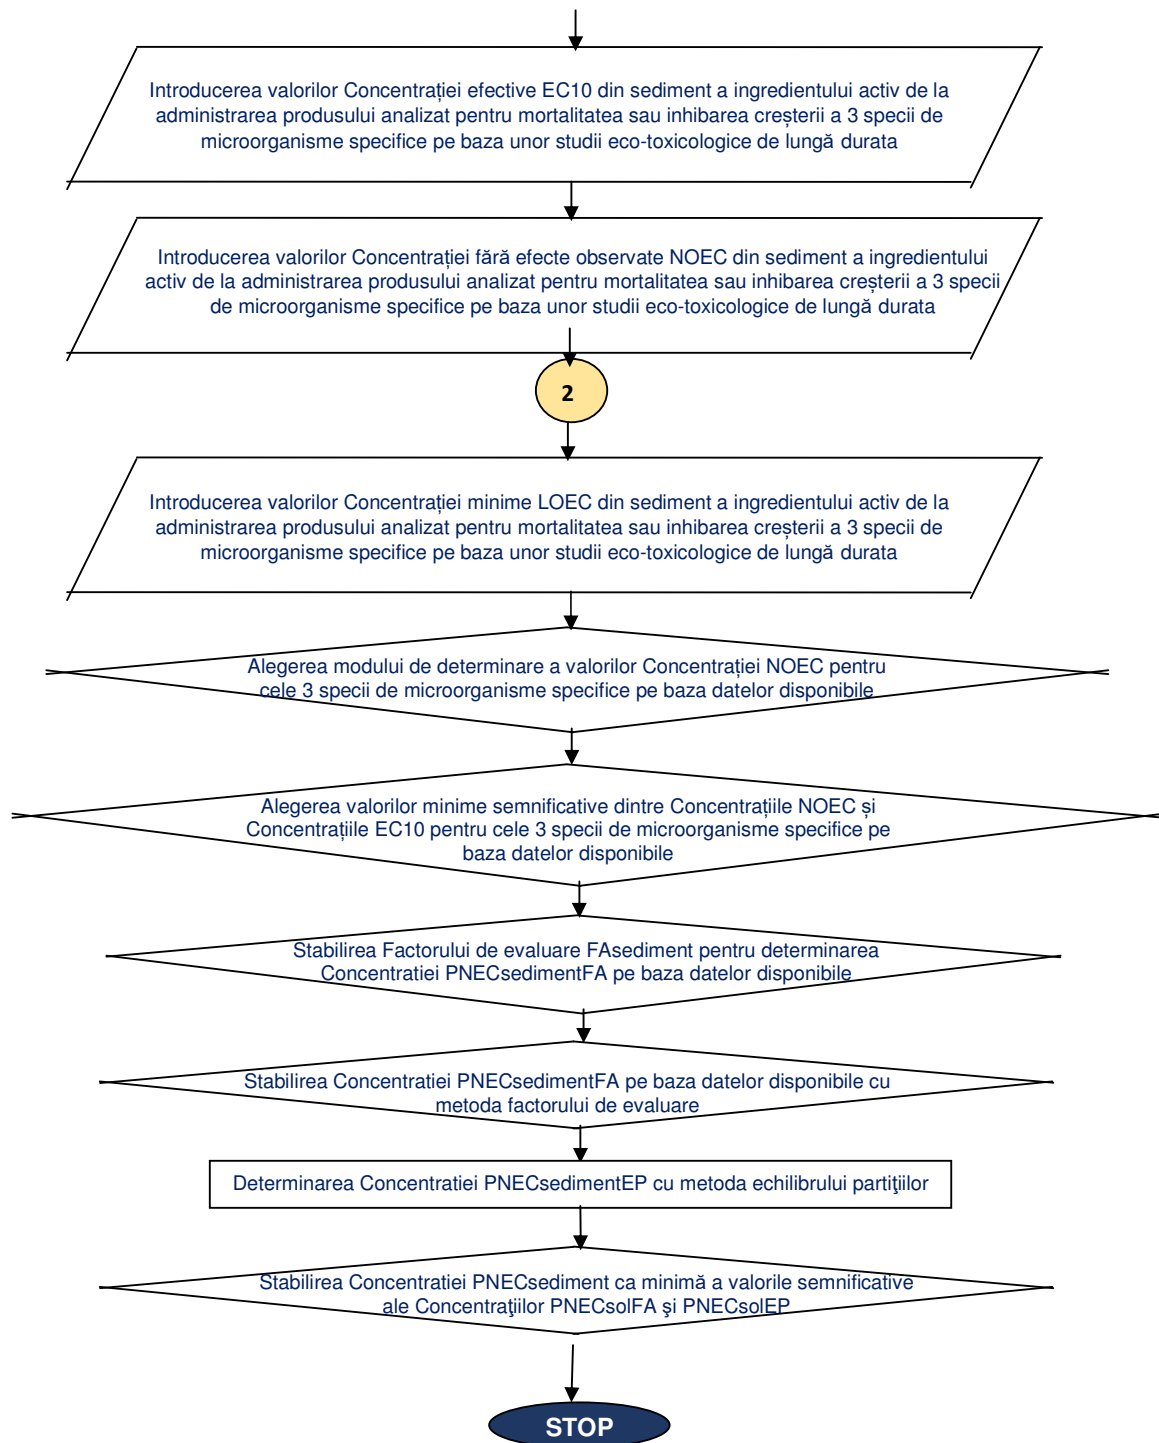 Introducerea valorilor Concentrației efective EC10 din sediment a ingredientului activ de la
administrarea produsului analizat pentru mortalitatea sau inhibarea creșterii a 3 specii de
microorganisme specifice pe baza unor studii eco-toxicologice de lungă durata
Introducerea valorilor Concentrației fără efecte observate NOEC din sediment a ingredientului
activ de la administrarea produsului analizat pentru mortalitatea sau inhibarea creșterii a 3 specii
de microorganisme specifice pe baza unor studii eco-toxicologice de lungă durata
2
Introducerea valorilor Concentrației minime LOEC din sediment a ingredientului activ de la
administrarea produsului analizat pentru mortalitatea sau inhibarea creșterii a 3 specii de
microorganisme specifice pe baza unor studii eco-toxicologice de lungă durata
Alegerea modului de determinare a valorilor Concentrației NOEC pentru
cele 3 specii de microorganisme specifice pe baza datelor disponibile
Alegerea valorilor minime semnificative dintre Concentrațiile NOEC și
Concentrațiile EC10 pentru cele 3 specii de microorganisme specifice pe
baza datelor disponibile
Stabilirea Factorului de evaluare FAsediment pentru determinarea
Concentratiei PNECsedimentFA pe baza datelor disponibile
Stabilirea Concentratiei PNECsedimentFA pe baza datelor disponibile cu
metoda factorului de evaluare
Determinarea Concentratiei PNECsedimentEP cu metoda echilibrului partiţiilor
Stabilirea Concentratiei PNECsediment ca minimă a valorile semnificative
ale Concentraţiilor PNECsolFA şi PNECsolEP
STOP